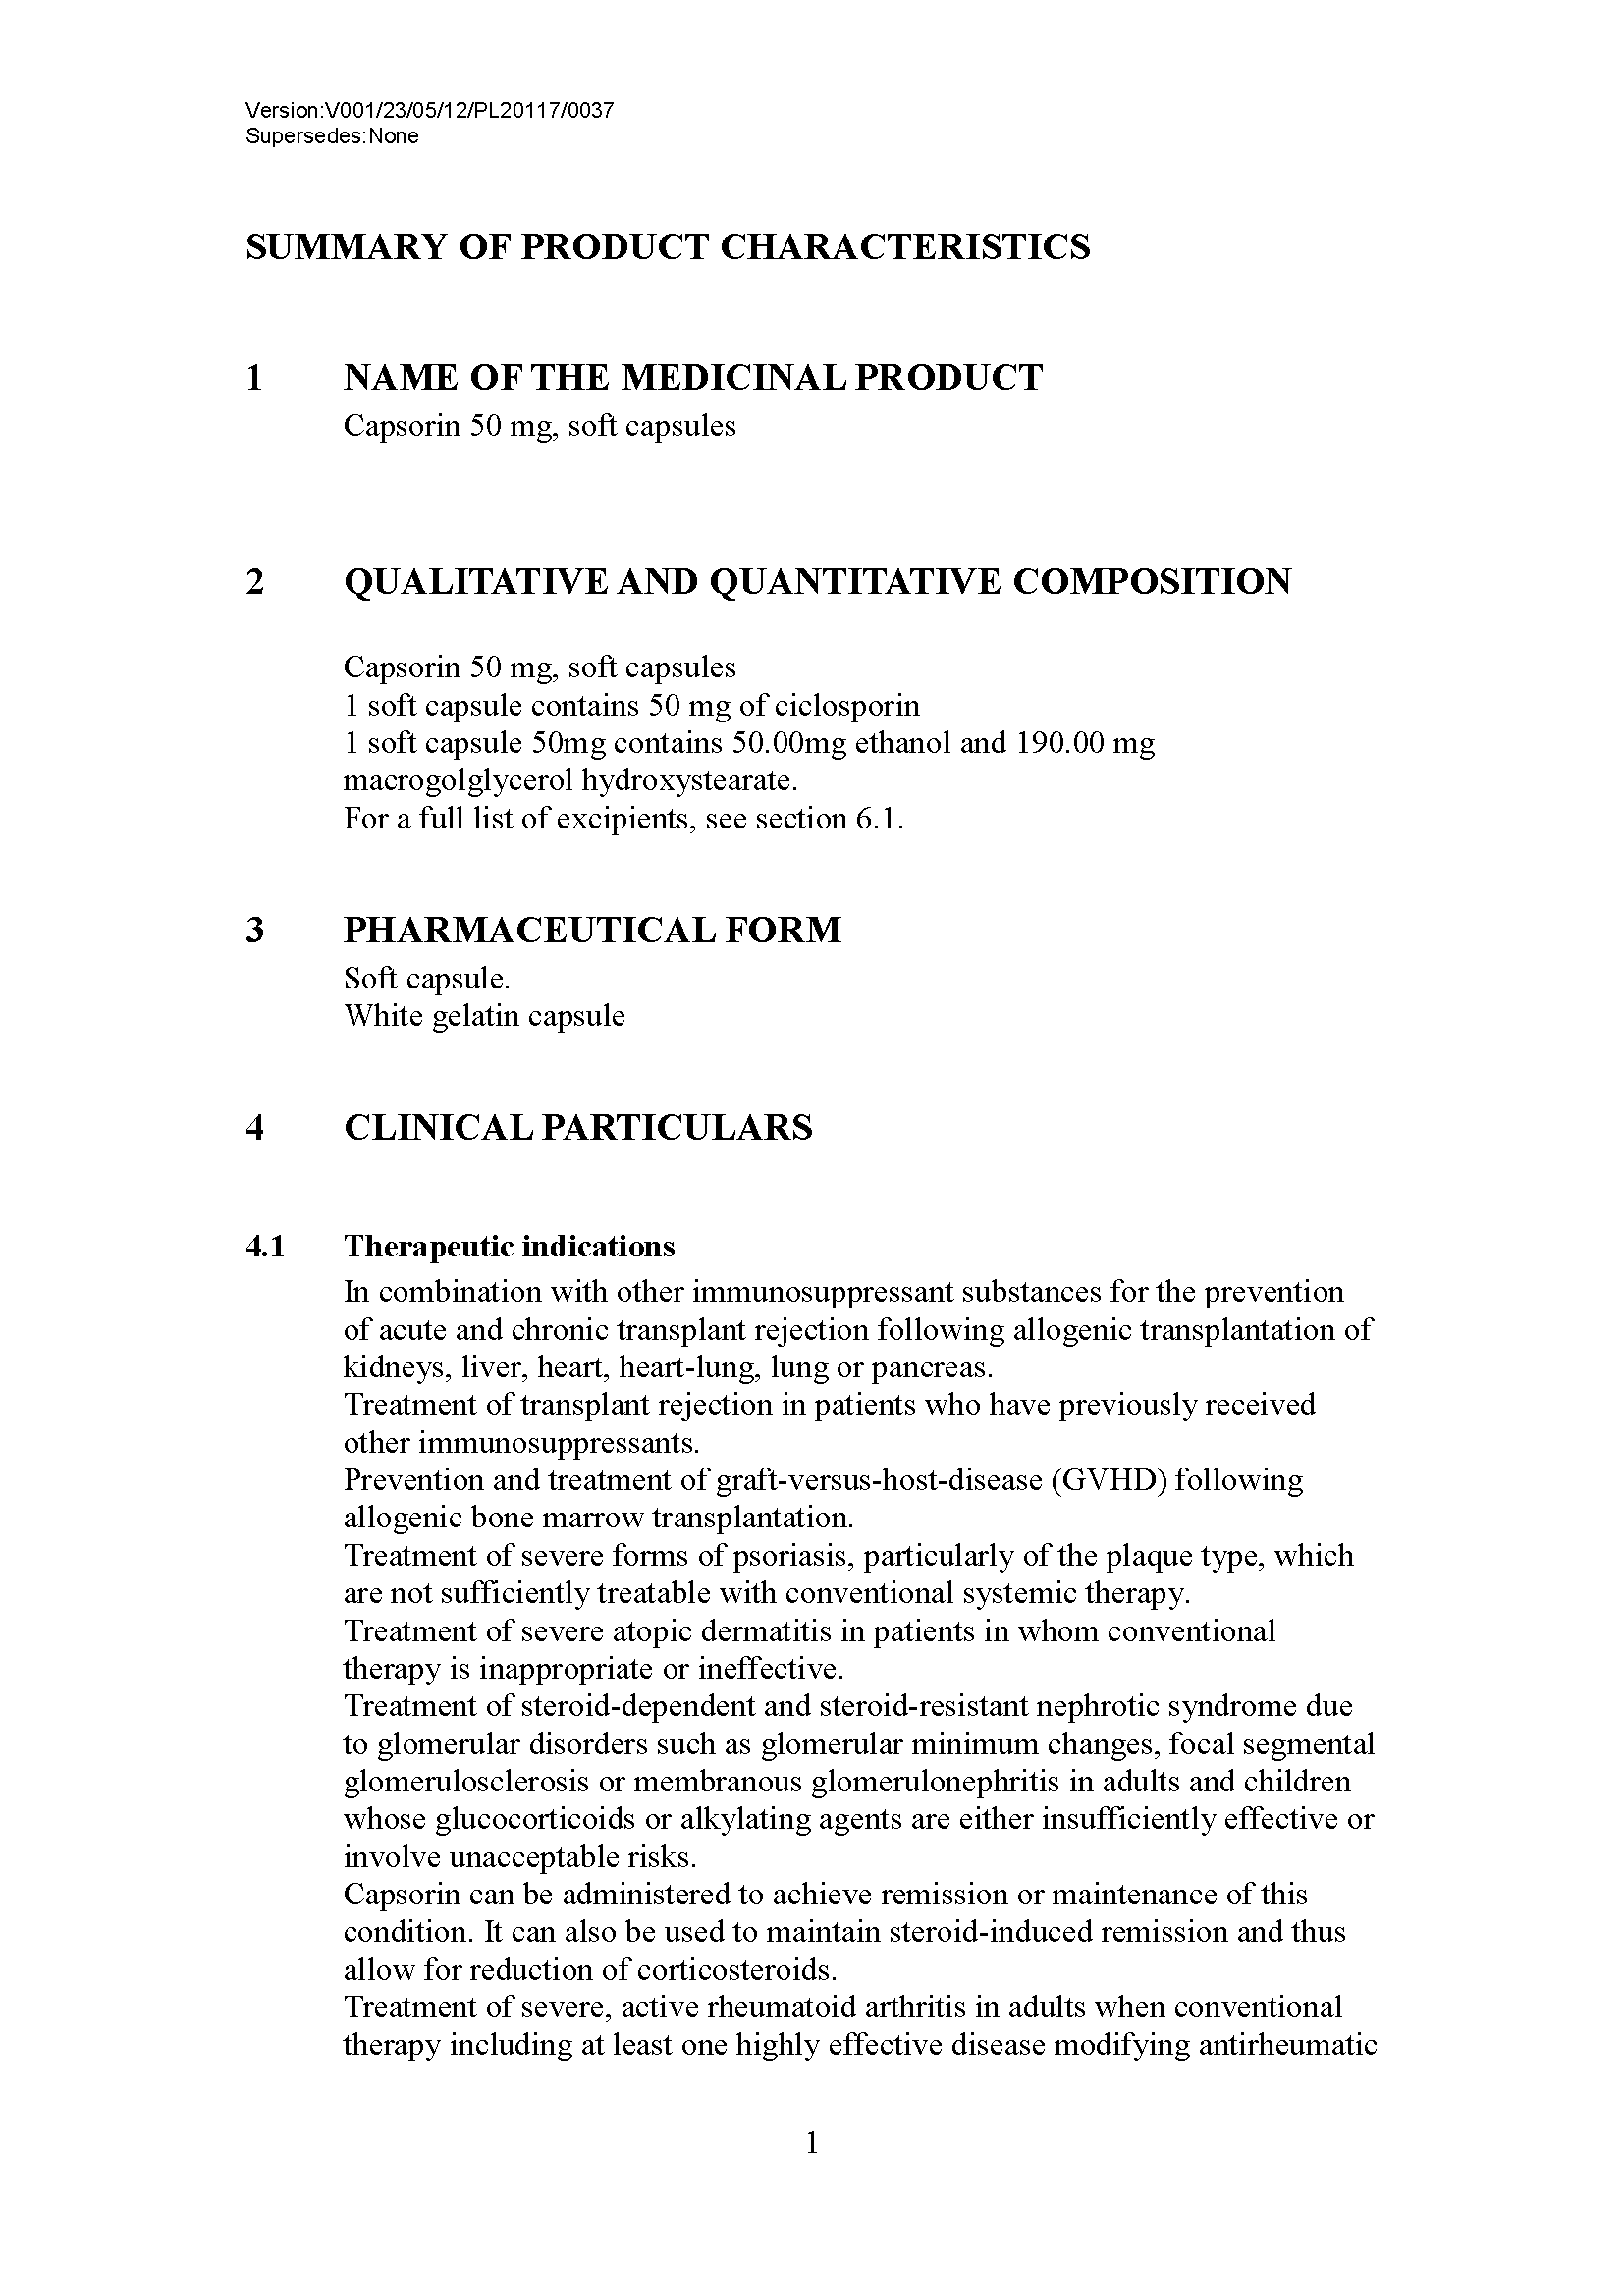 Version:V001/23/05/12/PL20117/0037
Supersedes:None
SUMMARY OF PRODUCT CHARACTERISTICS
1 NAME OF THE MEDICINAL PRODUCT
Capsorin 50 mg, soft capsules
2 QUALITATIVE AND QUANTITATIVE COMPOSITION
Capsorin 50 mg, soft capsules
1 soft capsule contains 50 mg of ciclosporin
1 soft capsule 50mg contains 50.00mg ethanol and 190.00 mg
macrogolglycerol hydroxystearate.
For a full list of excipients, see section 6.1.
3 PHARMACEUTICAL FORM
Soft capsule.
White gelatin capsule
4 CLINICAL PARTICULARS
4.1 Therapeutic indications
In combination with other immunosuppressant substances for the prevention
of acute and chronic transplant rejection following allogenic transplantation of
kidneys, liver, heart, heart-lung, lung or pancreas.
Treatment of transplant rejection in patients who have previously received
other immunosuppressants.
Prevention and treatment of graft-versus-host-disease (GVHD) following
allogenic bone marrow transplantation.
Treatment of severe forms of psoriasis, particularly of the plaque type, which
are not sufficiently treatable with conventional systemic therapy.
Treatment of severe atopic dermatitis in patients in whom conventional
therapy is inappropriate or ineffective.
Treatment of steroid-dependent and steroid-resistant nephrotic syndrome due
to glomerular disorders such as glomerular minimum changes, focal segmental
glomerulosclerosis or membranous glomerulonephritis in adults and children
whose glucocorticoids or alkylating agents are either insufficiently effective or
involve unacceptable risks.
Capsorin can be administered to achieve remission or maintenance of this
condition. It can also be used to maintain steroid-induced remission and thus
allow for reduction of corticosteroids.
Treatment of severe, active rheumatoid arthritis in adults when conventional
therapy including at least one highly effective disease modifying antirheumatic
1